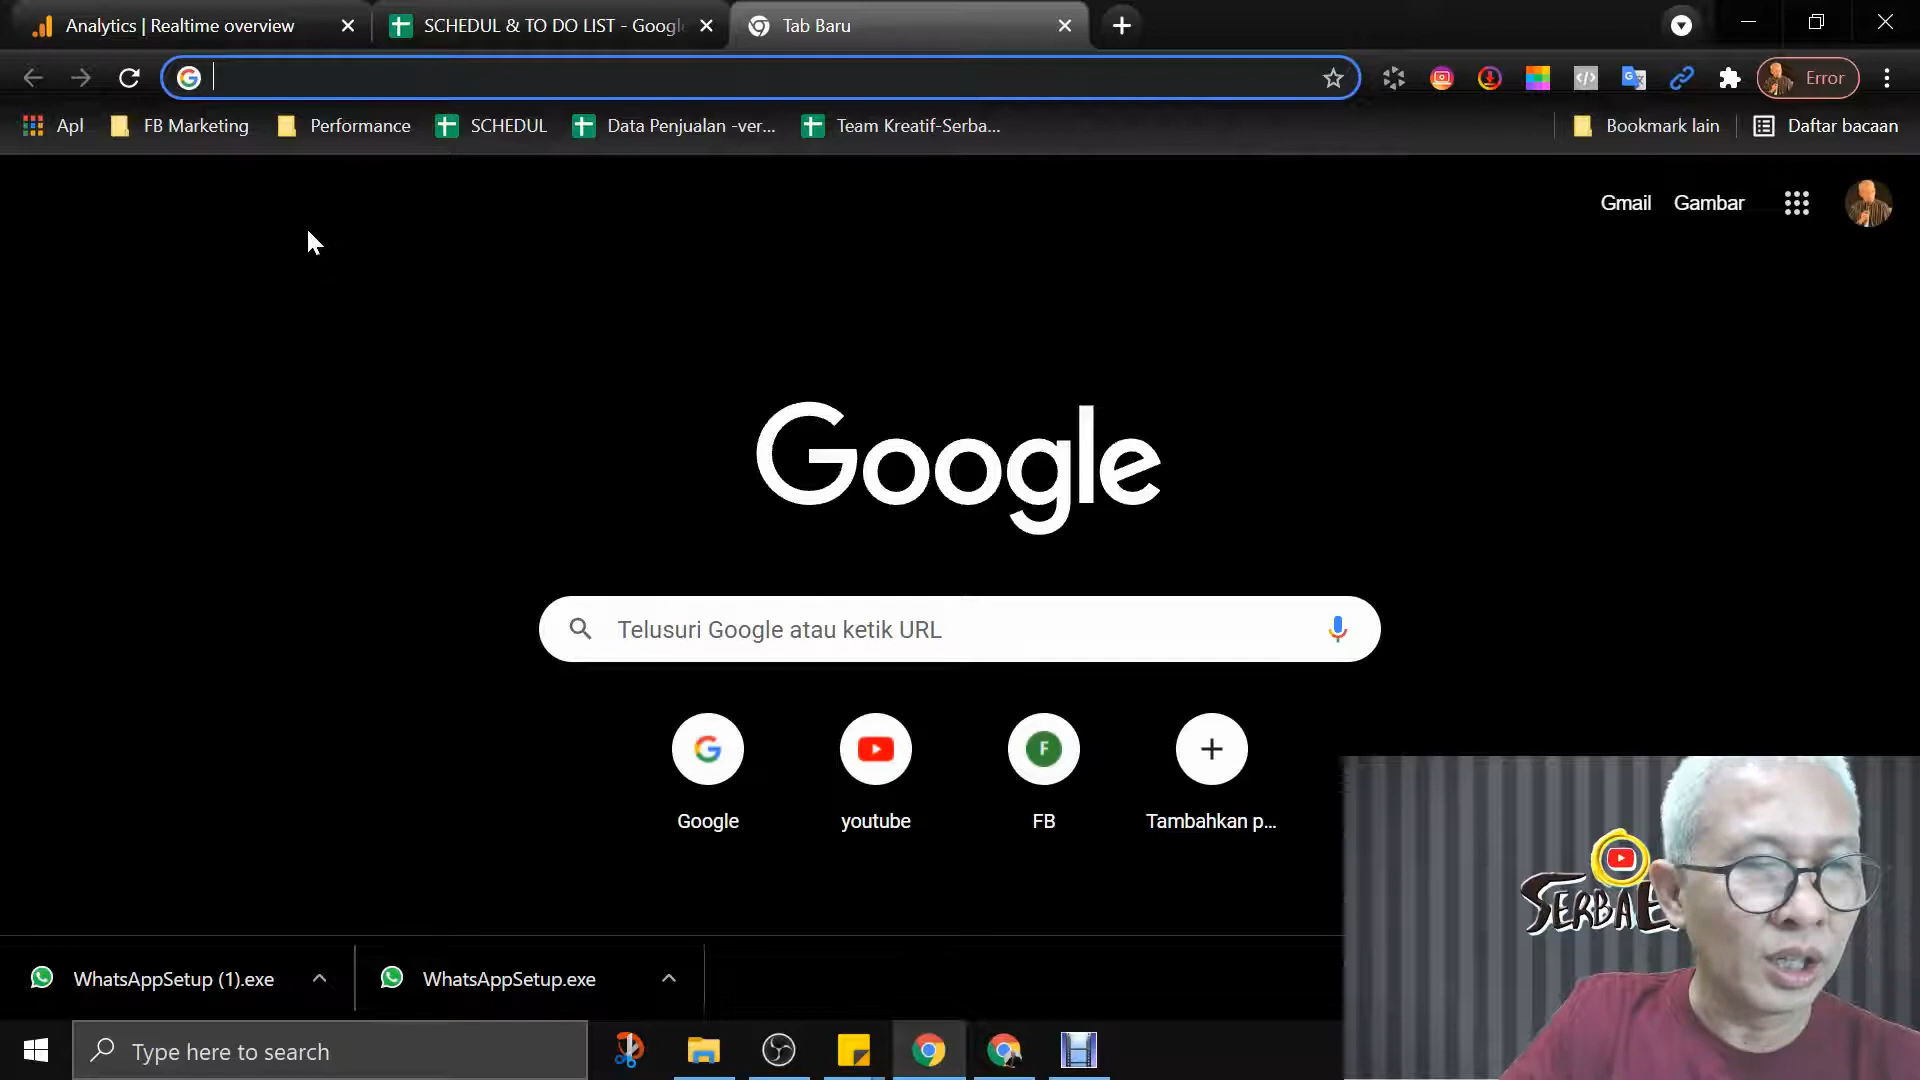 Analytics | Realtime overview
SCHEDUL & TO DO LIST - Googl
Tab Baru
Error
Apl
FB Marketing
Performance
SCHEDUL
Data Penjualan -ver...
Team Kreatif-Serba...
Bookmark lain
Daftar bacaan
Gmail
Gambar
Google
Telusuri Google atau ketik URL
F
Google
youtube
FB
Tambahkan p...
SERBA
WhatsAppSetup (1).exe
WhatsAppSetup.exe
Type here to search